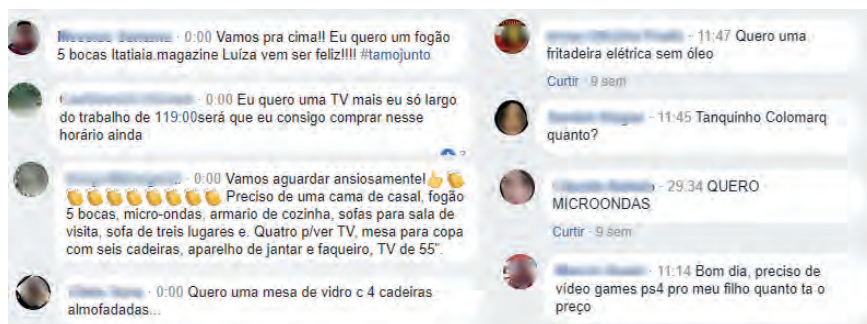 · 0:00 Vamos pra cima!! Eu quero um fogão
5 bocas Itatiaia.magazine Luíza vem ser feliz!!!! #tamojunto
· 0:00 Eu quero uma TV mais eu só largo
do trabalho de 119:00será que eu consigo comprar nesse
horário ainda
· 0:00 Vamos aguardar ansiosamente!👍👏
👏👏👏👏👏👏👏👏 Preciso de uma cama de casal, fogão
5 bocas, micro-ondas, armario de cozinha, sofas para sala de
visita, sofa de treis lugares e. Quatro p/ver TV, mesa para copa
com seis cadeiras, aparelho de jantar e faqueiro, TV de 55".
· 0:00 Quero uma mesa de vidro c 4 cadeiras
almofadadas...
· 11:47 Quero uma
fritadeira elétrica sem óleo
Curtir · 9 sem
· 11:45 Tanquinho Colomarq
quanto?
· 29:34 QUERO
MICROONDAS
Curtir · 9 sem
· 11:14 Bom dia, preciso de
vídeo games ps4 pro meu filho quanto ta o
preço